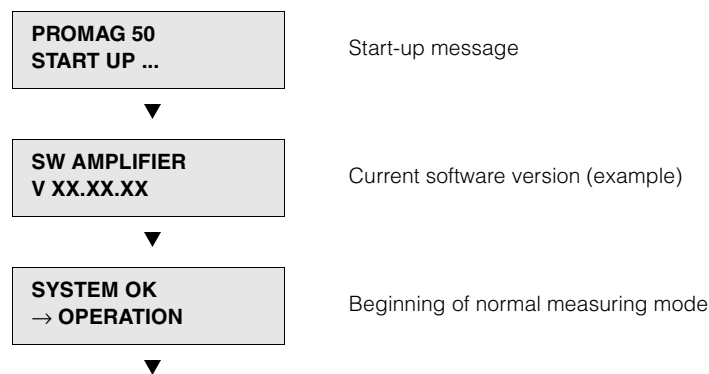 PROMAG 50
START UP ...
Start-up message
▼
SW AMPLIFIER
V XX.XX.XX
Current software version (example)
▼
SYSTEM OK
→ OPERATION
Beginning of normal measuring mode
▼